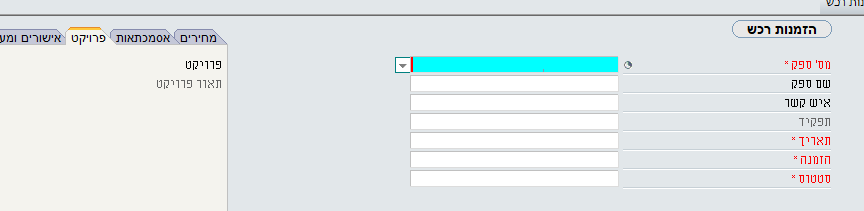 הזמנות רכש
מס' ספק *
שם ספק
איש קשר
תפקיד
תאריך *
הזמנה *
סטטוס *
מחירים
אסמכתאות
פרויקט
אישורים ומע
פרויקט
תאור פרויקט